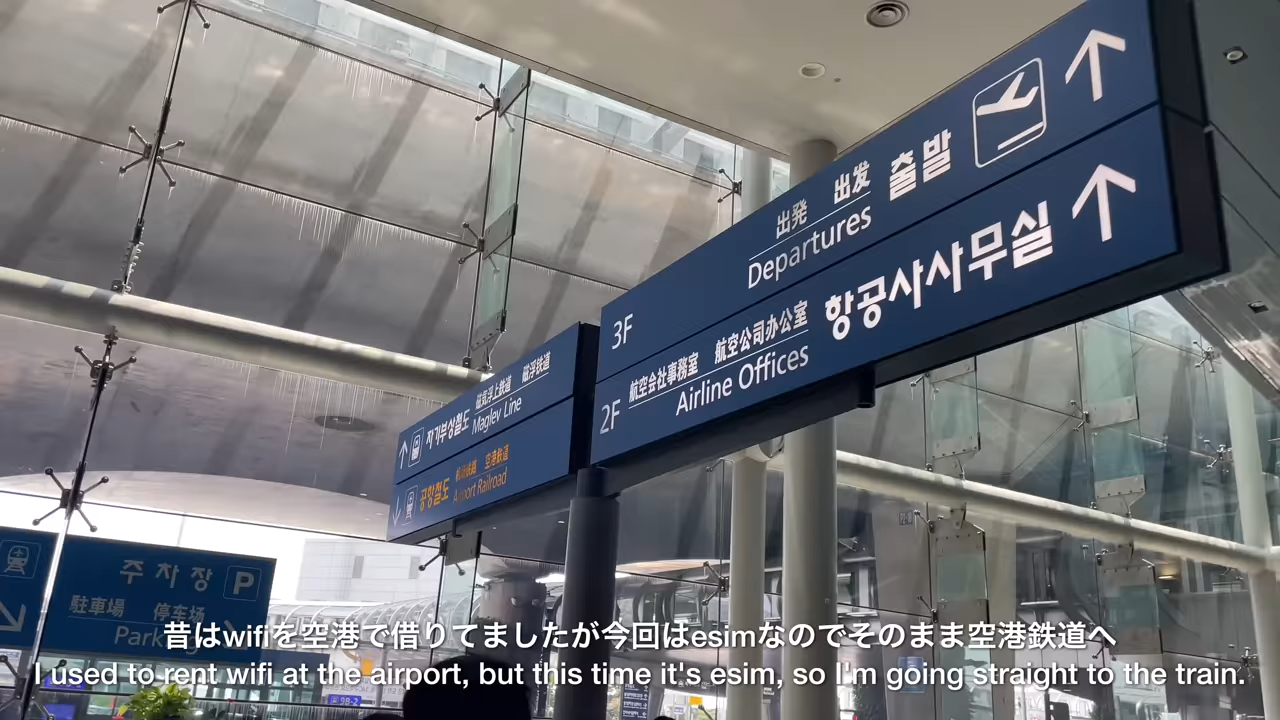 出発 出发 출발
Departures
3F
航空会社事務室 航空公司办公室 항공사사무실
2F Airline Offices
자기부상철도 磁気浮上鉄道 磁浮铁道
Maglev Line
공항철도 空港鉄道
Airport Railroad
주차장 P
駐車場 停车场
Parking
昔はwifiを空港で借りてましたが今回はesimなのでそのまま空港鉄道へ
I used to rent wifi at the airport, but this time it's esim, so I'm going straight to the train.